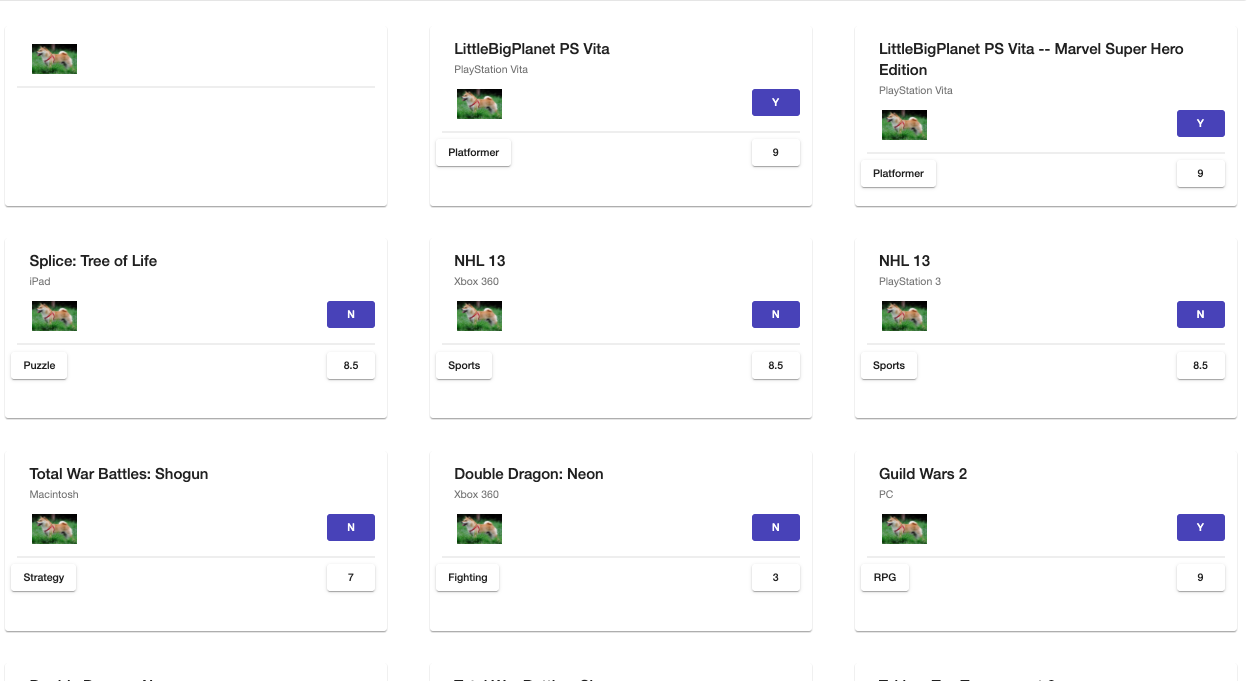 LittleBigPlanet PS Vita
PlayStation Vita
Y
Platformer
9
LittleBigPlanet PS Vita -- Marvel Super Hero
Edition
PlayStation Vita
Y
Platformer
9
Splice: Tree of Life
iPad
N
Puzzle
8.5
NHL 13
Xbox 360
N
Sports
8.5
NHL 13
PlayStation 3
N
Sports
8.5
Total War Battles: Shogun
Macintosh
N
Strategy
7
Double Dragon: Neon
Xbox 360
N
Fighting
3
Guild Wars 2
PC
Y
RPG
9